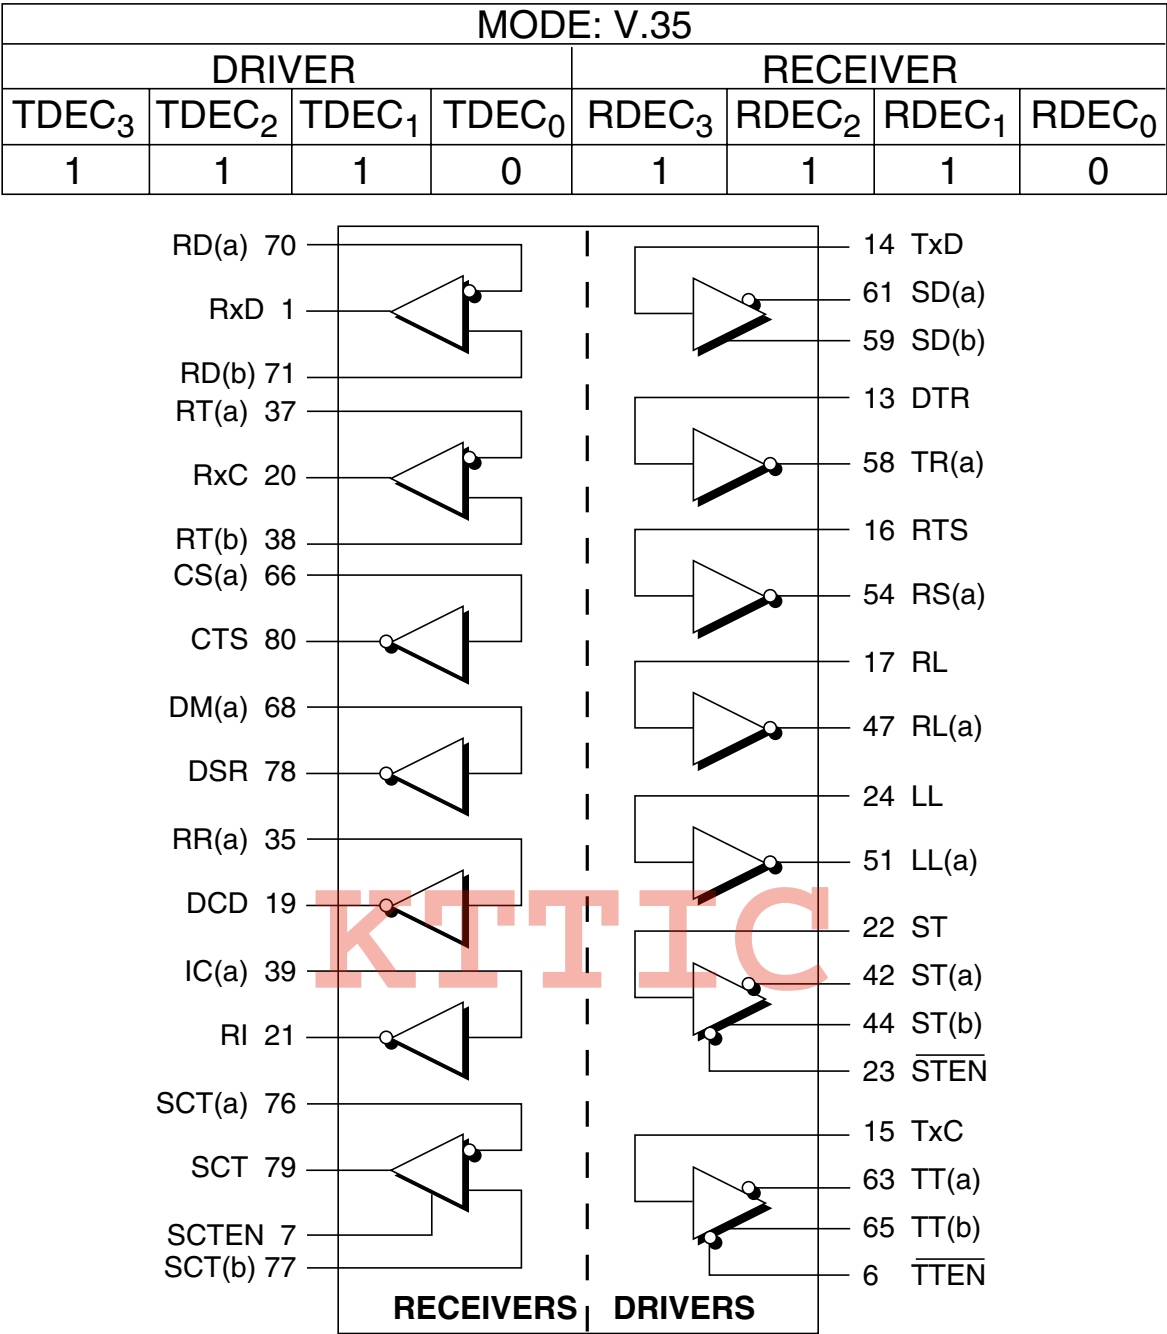 MODE: V.35
DRIVER RECEIVER
TDEC3 TDEC2 TDEC1 TDEC0 RDEC3 RDEC2 RDEC1 RDEC0
1 1 1 0 1 1 1 0
RD(a) 70
RxD 1
RD(b) 71
RT(a) 37
RxC 20
RT(b) 38
CS(a) 66
CTS 80
DM(a) 68
DSR 78
RR(a) 35
DCD 19
IC(a) 39
RI 21
SCT(a) 76
SCT 79
SCTEN 7
SCT(b) 77
14 TxD
61 SD(a)
59 SD(b)
13 DTR
58 TR(a)
16 RTS
54 RS(a)
17 RL
47 RL(a)
24 LL
51 LL(a)
22 ST
42 ST(a)
44 ST(b)
23 STEN
15 TxC
63 TT(a)
65 TT(b)
6 TTEN
RECEIVERS DRIVERS
KTTIC